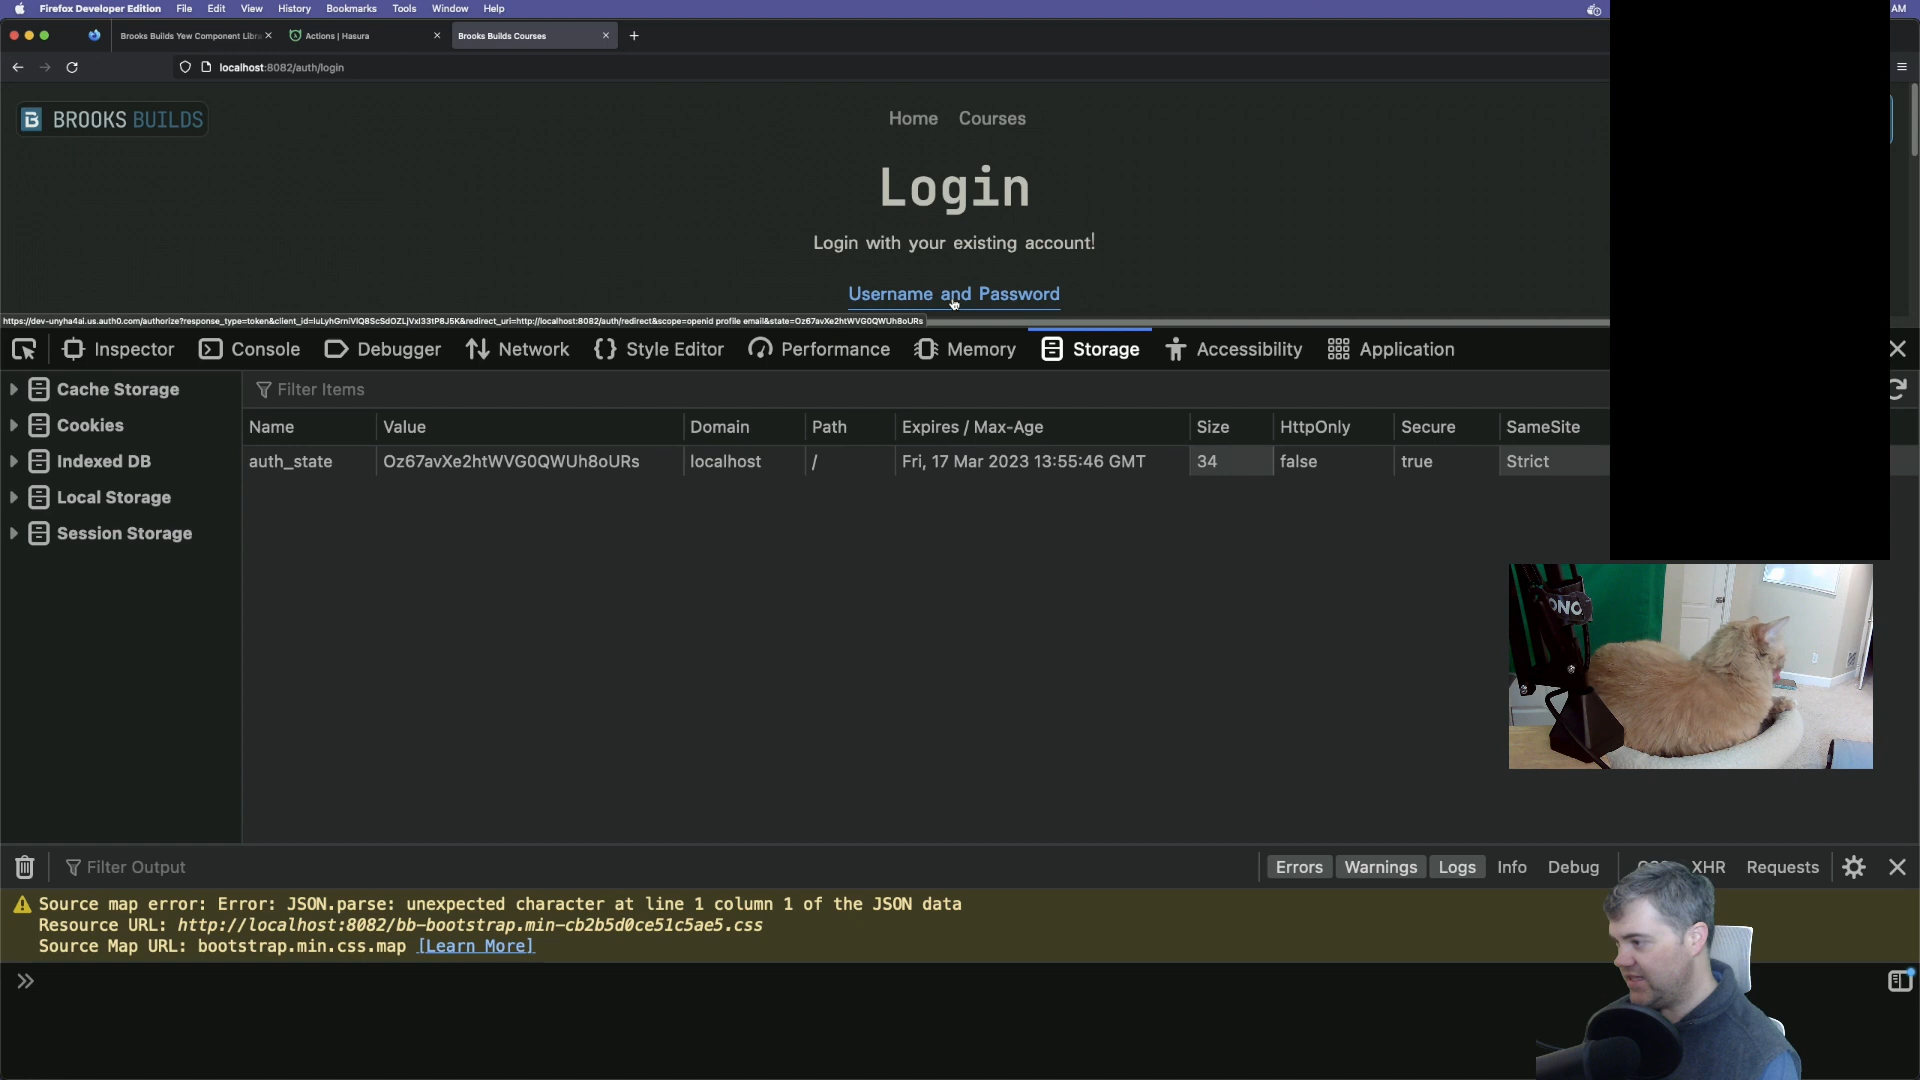 Firefox Developer Edition File Edit View History Bookmarks Tools Window Help AM
Brooks Builds Yew Component Libra Actions | Hasura Brooks Builds Courses
localhost:8082/auth/login
B BROOKS BUILDS
Home Courses
Login
Login with your existing account!
Username and Password
Inspector Console Debugger Network Style Editor Performance Memory Storage Accessibility Application
Cache Storage
Cookies
Indexed DB
Local Storage
Session Storage
Filter Items
Name Value Domain Path Expires / Max-Age Size HttpOnly Secure SameSite
auth_state Oz67avXe2htWVG0QWUh8oURs localhost / Fri, 17 Mar 2023 13:55:46 GMT 34 false true Strict
Filter Output Errors Warnings Logs Info Debug XHR Requests
Source map error: Error: JSON.parse: unexpected character at line 1 column 1 of the JSON data
Resource URL: http://localhost:8082/bb-bootstrap.min-cb2b5d0ce51c5ae5.css
Source Map URL: bootstrap.min.css.map [Learn More]